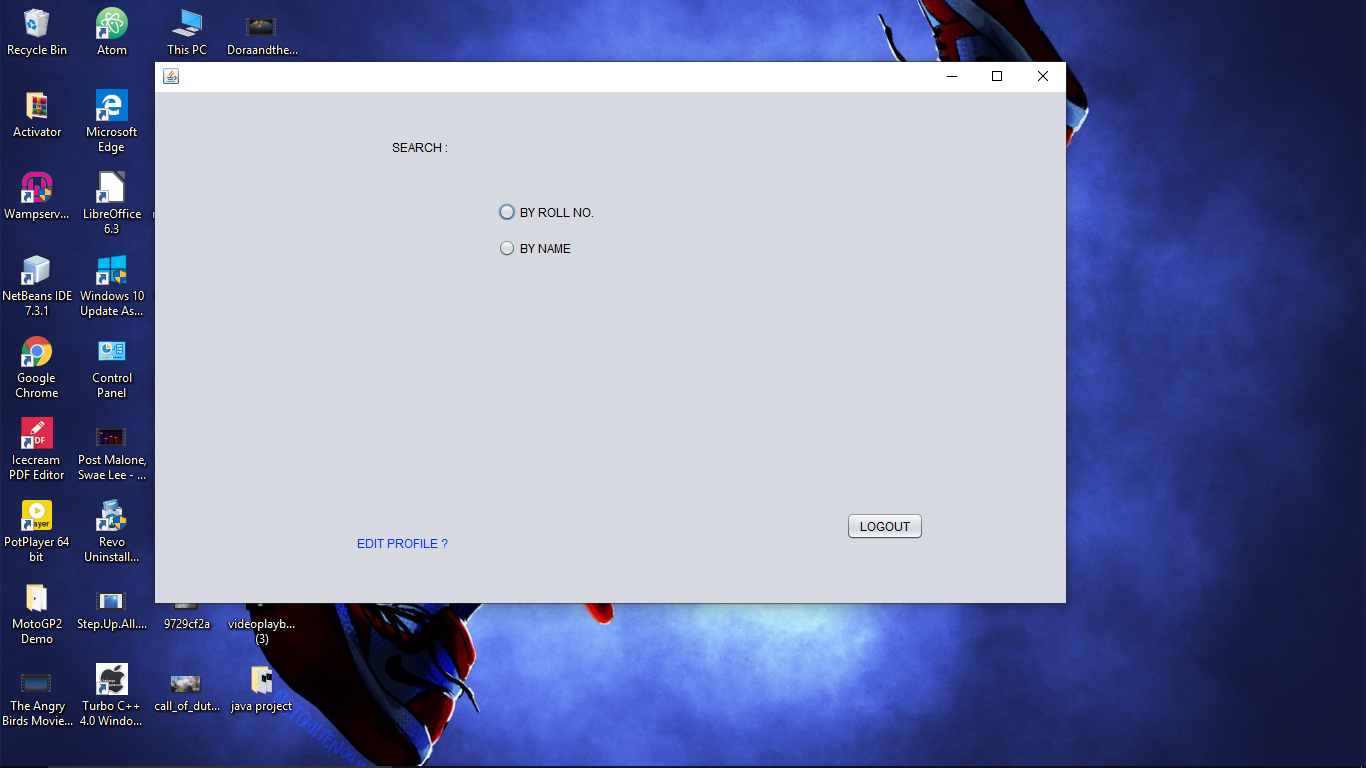 Recycle Bin
Atom
This PC
Doraandthe...
Activator
Microsoft
Edge
SEARCH :
Wampserv...
LibreOffice
6.3
BY ROLL NO.
BY NAME
NetBeans IDE
7.3.1
Windows 10
Update As...
Google
Chrome
Control
Panel
Icecream
PDF Editor
Post Malone,
Swae Lee - ...
PotPlayer 64
bit
Revo
Uninstall...
EDIT PROFILE ?
LOGOUT
MotoGP2
Demo
Step.Up.All....
9729cf2a
videoplayb...
(3)
The Angry
Birds Movie...
Turbo C++
4.0 Windo...
call_of_dut...
java project